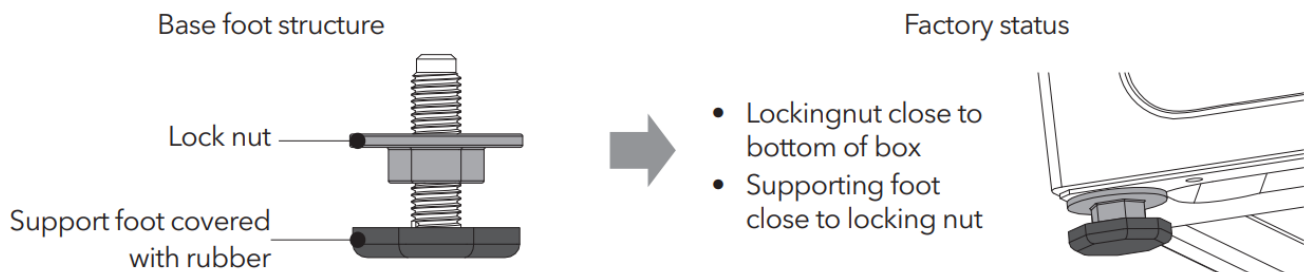 Base foot structure
Factory status
Lock nut
Support foot covered
with rubber
• Lockingnut close to
bottom of box
• Supporting foot
close to locking nut